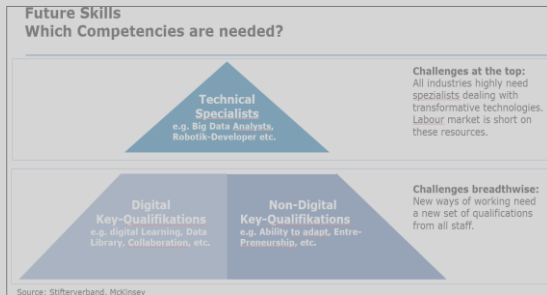 Future Skills
Which Competencies are needed?
Technical
Specialists
e.g. Big Data Analysts,
Robotik-Developer etc.
Challenges at the top:
All industries highly need
spezialists dealing with
transformative technologies.
Labour market is short on
these resources.
Digital
Key-Qualifikations
e.g. digital Learning, Data
Library, Collaboration, etc.
Non-Digital
Key-Qualifikations
e.g. Ability to adapt, Entre-
Preneurship, etc.
Challenges breadthwise:
New ways of working need
a new set of qualifications
from all staff.
Source: Stifterverband, McKinsey